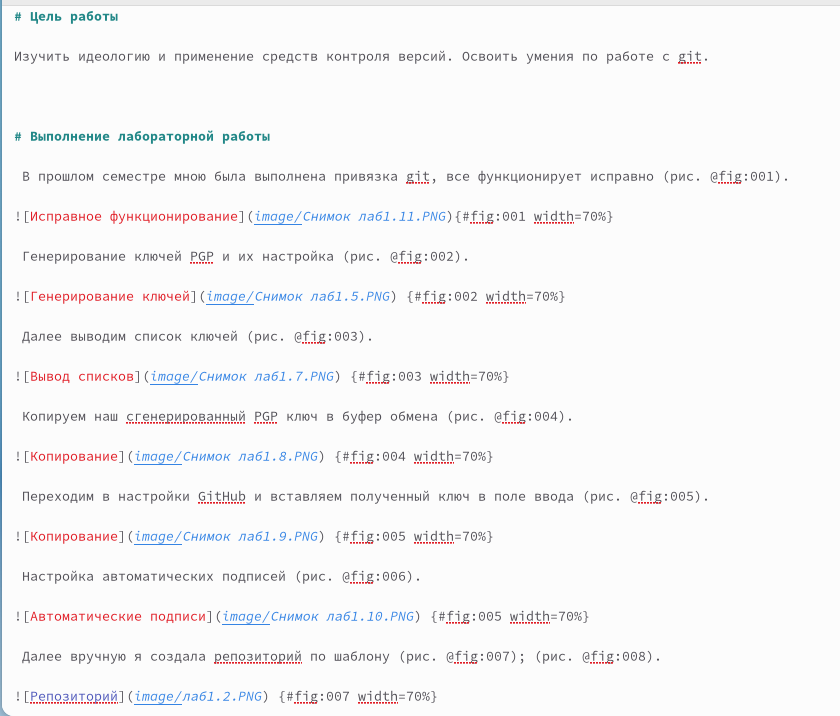 # Цель работы
Изучить идеологию и применение средств контроля версий. Освоить умения по работе с git.
# Выполнение лабораторной работы
В прошлом семестре мною была выполнена привязка git, все функционирует исправно (рис. @fig:001).
![Исправное функционирование](image/Снимок лаб1.11.PNG){#fig:001 width=70%}
Генерирование ключей PGP и их настройка (рис. @fig:002).
![Генерирование ключей](image/Снимок лаб1.5.PNG) {#fig:002 width=70%}
Далее выводим список ключей (рис. @fig:003).
![Вывод списков](image/Снимок лаб1.7.PNG) {#fig:003 width=70%}
Копируем наш сгенерированный PGP ключ в буфер обмена (рис. @fig:004).
![Копирование](image/Снимок лаб1.8.PNG) {#fig:004 width=70%}
Переходим в настройки GitHub и вставляем полученный ключ в поле ввода (рис. @fig:005).
![Копирование](image/Снимок лаб1.9.PNG) {#fig:005 width=70%}
Настройка автоматических подписей (рис. @fig:006).
![Автоматические подписи](image/Снимок лаб1.10.PNG) {#fig:005 width=70%}
Далее вручную я создала репозиторий по шаблону (рис. @fig:007); (рис. @fig:008).
![Репозиторий](image/лаб1.2.PNG) {#fig:007 width=70%}